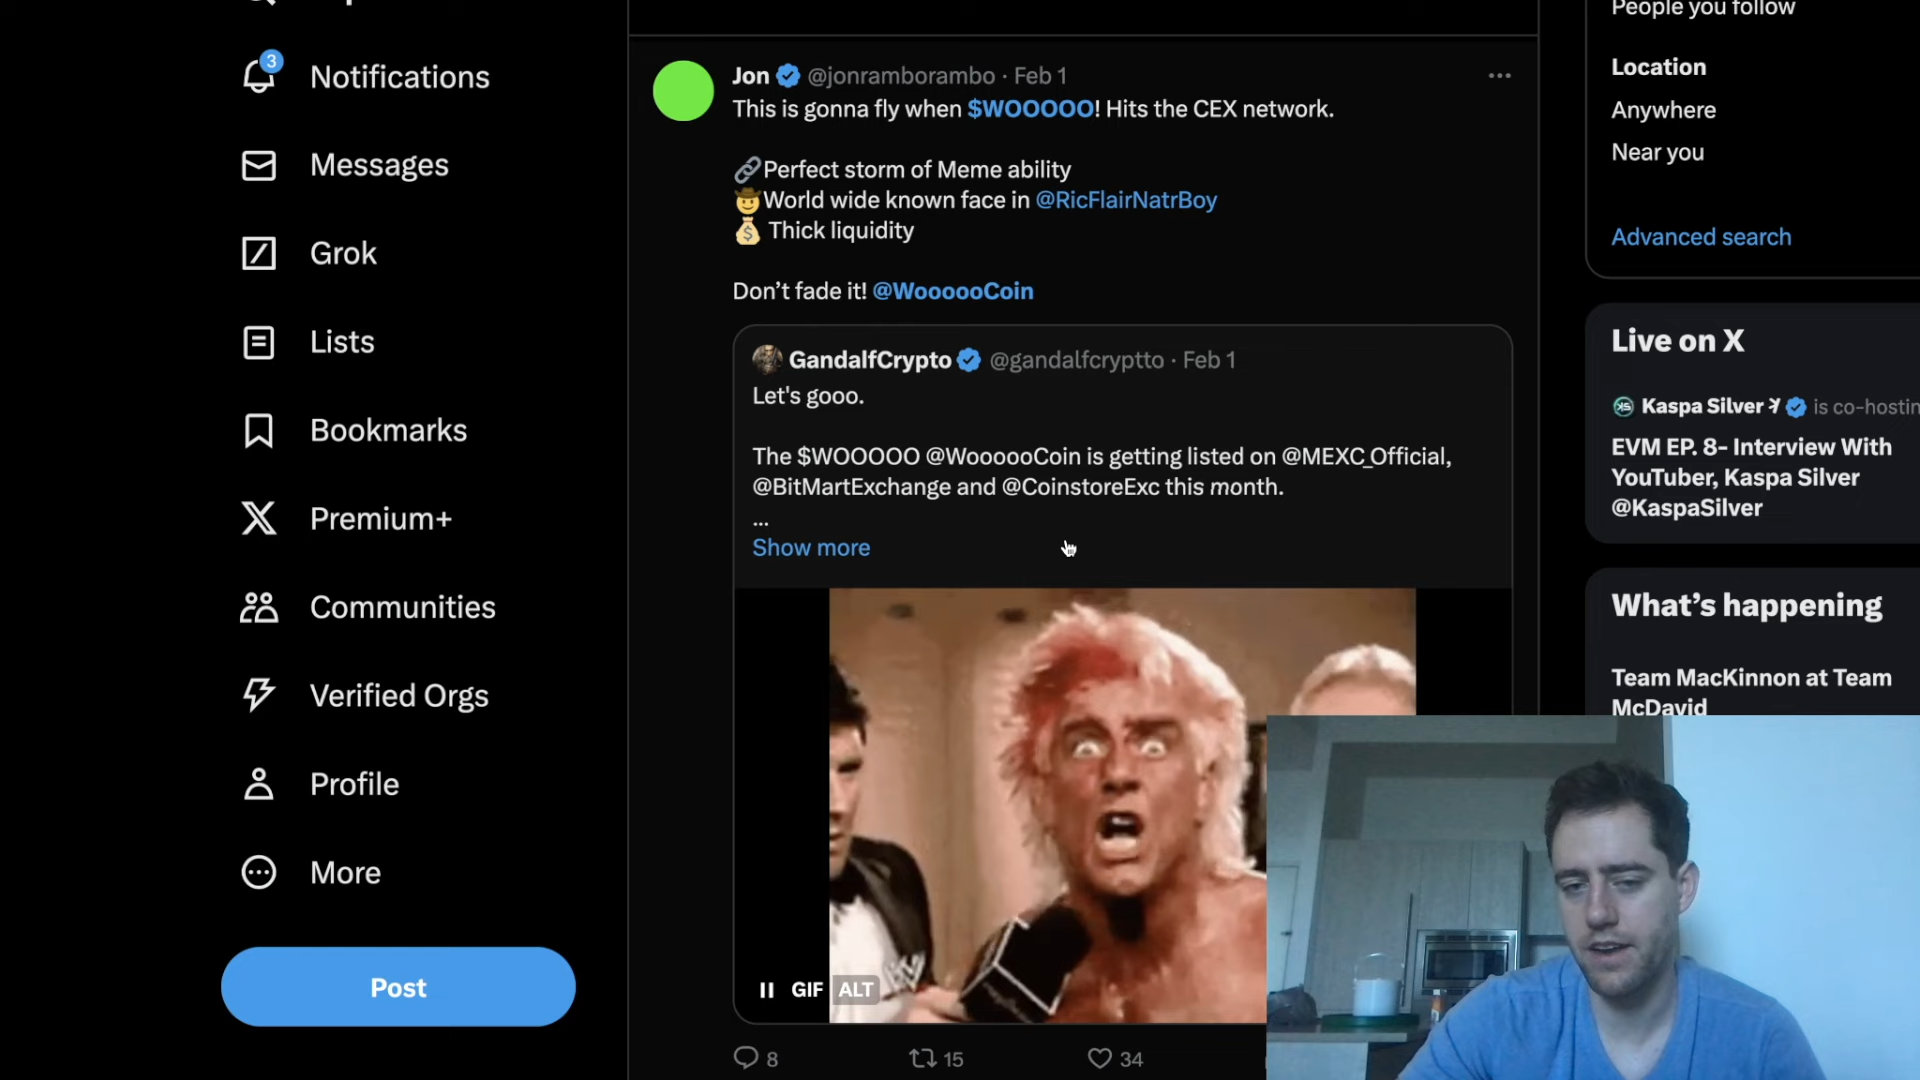 3
Notifications
Messages
Grok
Lists
Bookmarks
Premium+
Communities
Verified Orgs
Profile
More
Post
Jon @jonramborambo · Feb 1
This is gonna fly when $WOOOOO! Hits the CEX network.
Perfect storm of Meme ability
World wide known face in @RicFlairNatrBoy
Thick liquidity
Don’t fade it! @WoooooCoin
GandalfCrypto @gandalfcryptto · Feb 1
Let's gooo.
The $WOOOOO @WoooooCoin is getting listed on @MEXC_Official,
@BitMartExchange and @CoinstoreExc this month.
...
Show more
GIF ALT
8 15 34
People you follow
Location
Anywhere
Near you
Advanced search
Live on X
Kaspa Silver is co-hostin
EVM EP. 8- Interview With
YouTuber, Kaspa Silver
@KaspaSilver
What’s happening
Team MacKinnon at Team
McDavid